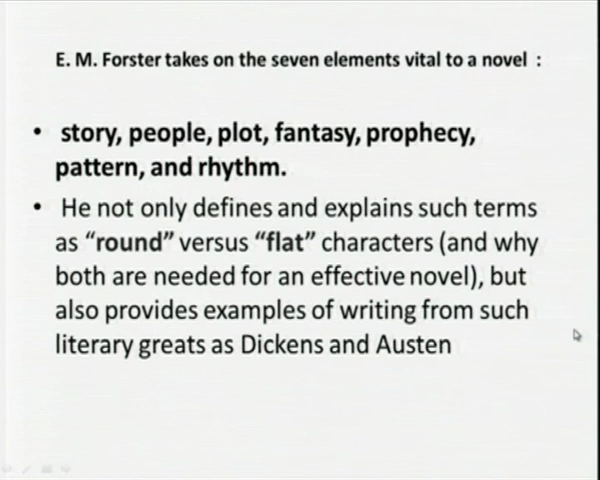 E. M. Forster takes on the seven elements vital to a novel :
• story, people, plot, fantasy, prophecy,
pattern, and rhythm.
• He not only defines and explains such terms
as “round” versus “flat” characters (and why
both are needed for an effective novel), but
also provides examples of writing from such
literary greats as Dickens and Austen